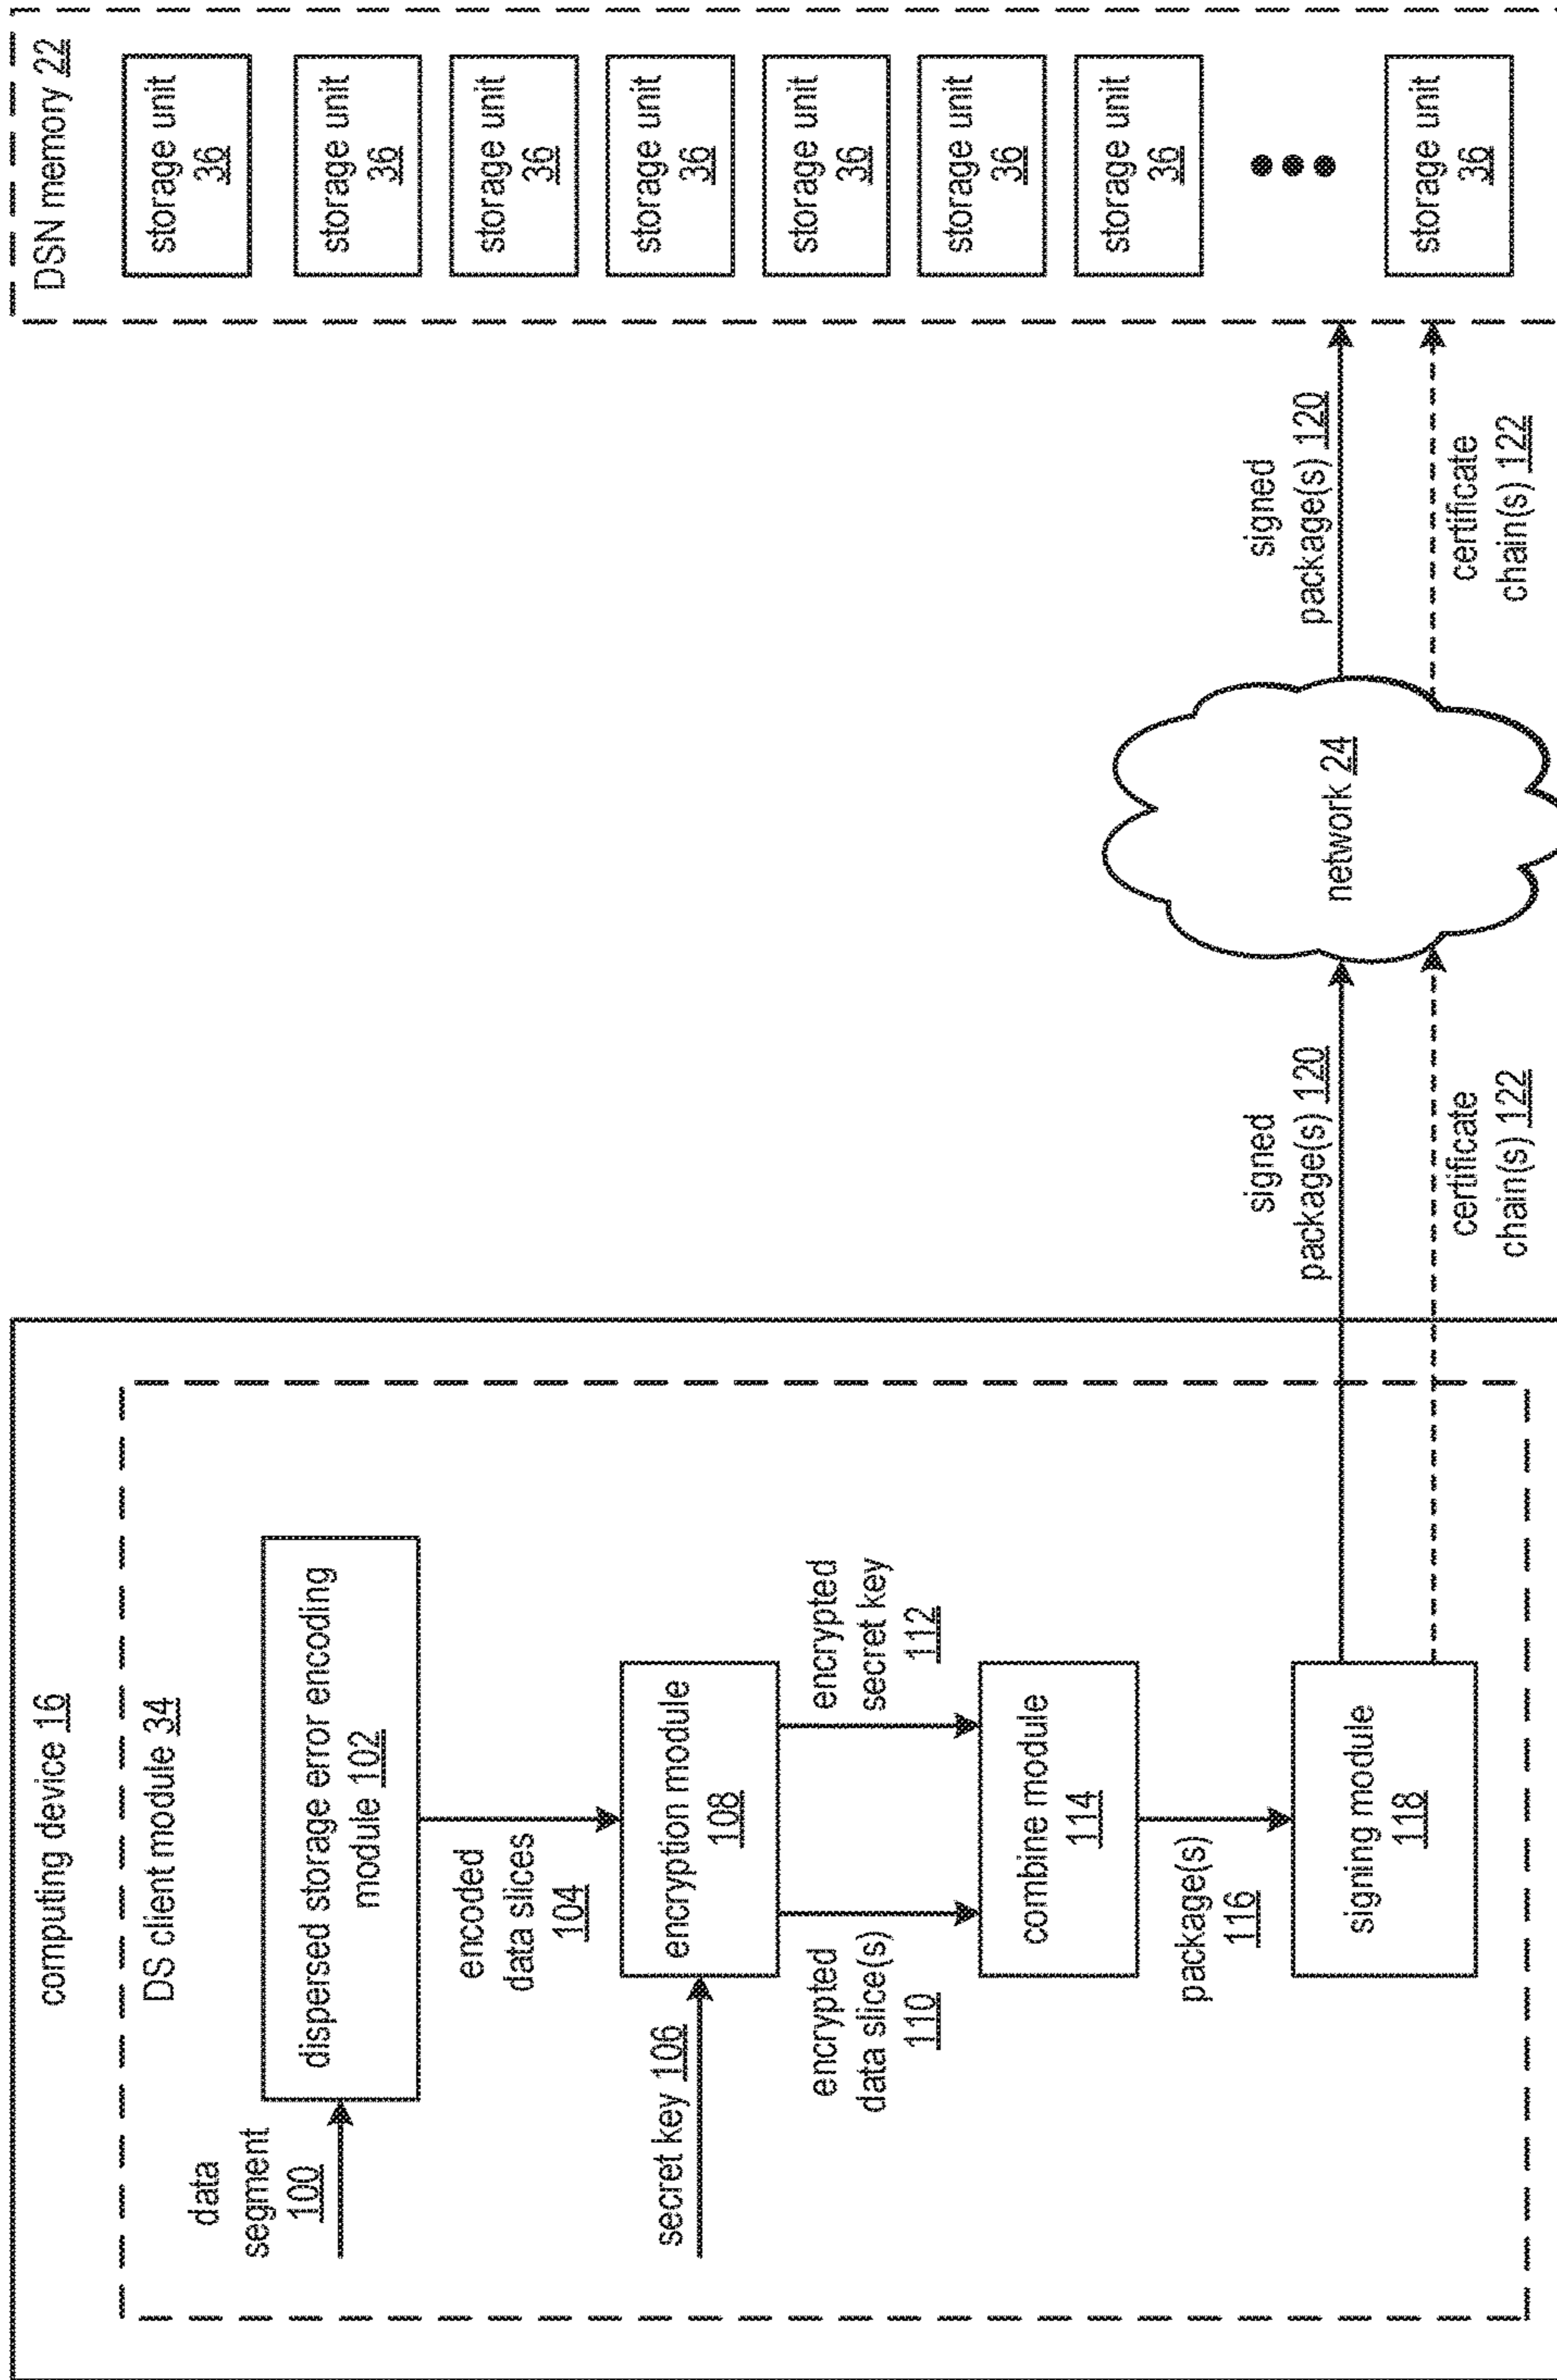 computing device 16
DS client module 34
data
segment
100
dispersed storage error encoding
module 102
encoded
data slices
104
secret key 106
encryption module
108
encrypted
data slice(s)
110
encrypted
secret key
112
combine module
114
package(s)
116
signing module
118
signed
package(s) 120
certificate
chain(s) 122
network 24
signed
package(s) 120
certificate
chain(s) 122
DSN memory 22
storage unit
36
storage unit
36
storage unit
36
storage unit
36
storage unit
36
storage unit
36
storage unit
36
storage unit
36